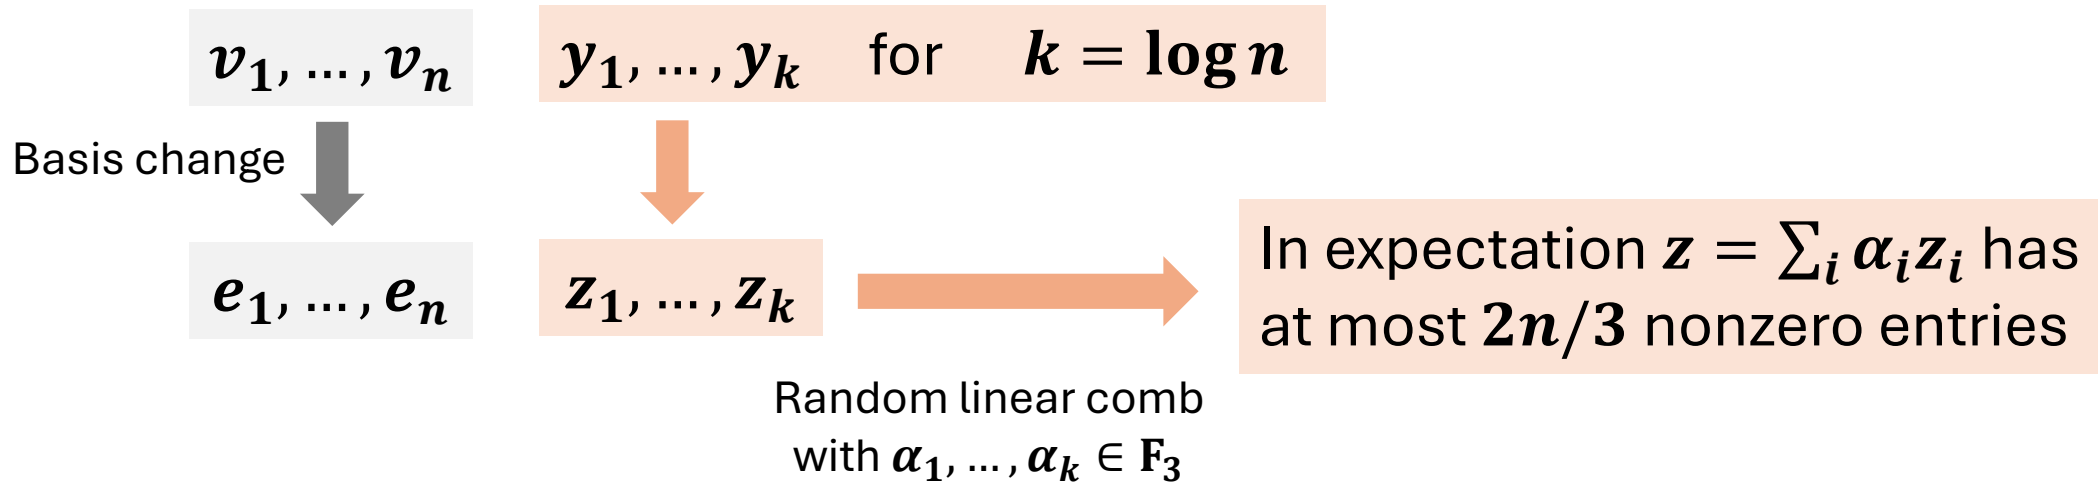 v₁, …, vₙ   y₁, …, yₖ   for   k = log n
Basis change
e₁, …, eₙ   z₁, …, zₖ
In expectation z = ∑ᵢ αᵢzᵢ has
at most 2n/3 nonzero entries
Random linear comb
with α₁, …, αₖ ∈ F₃